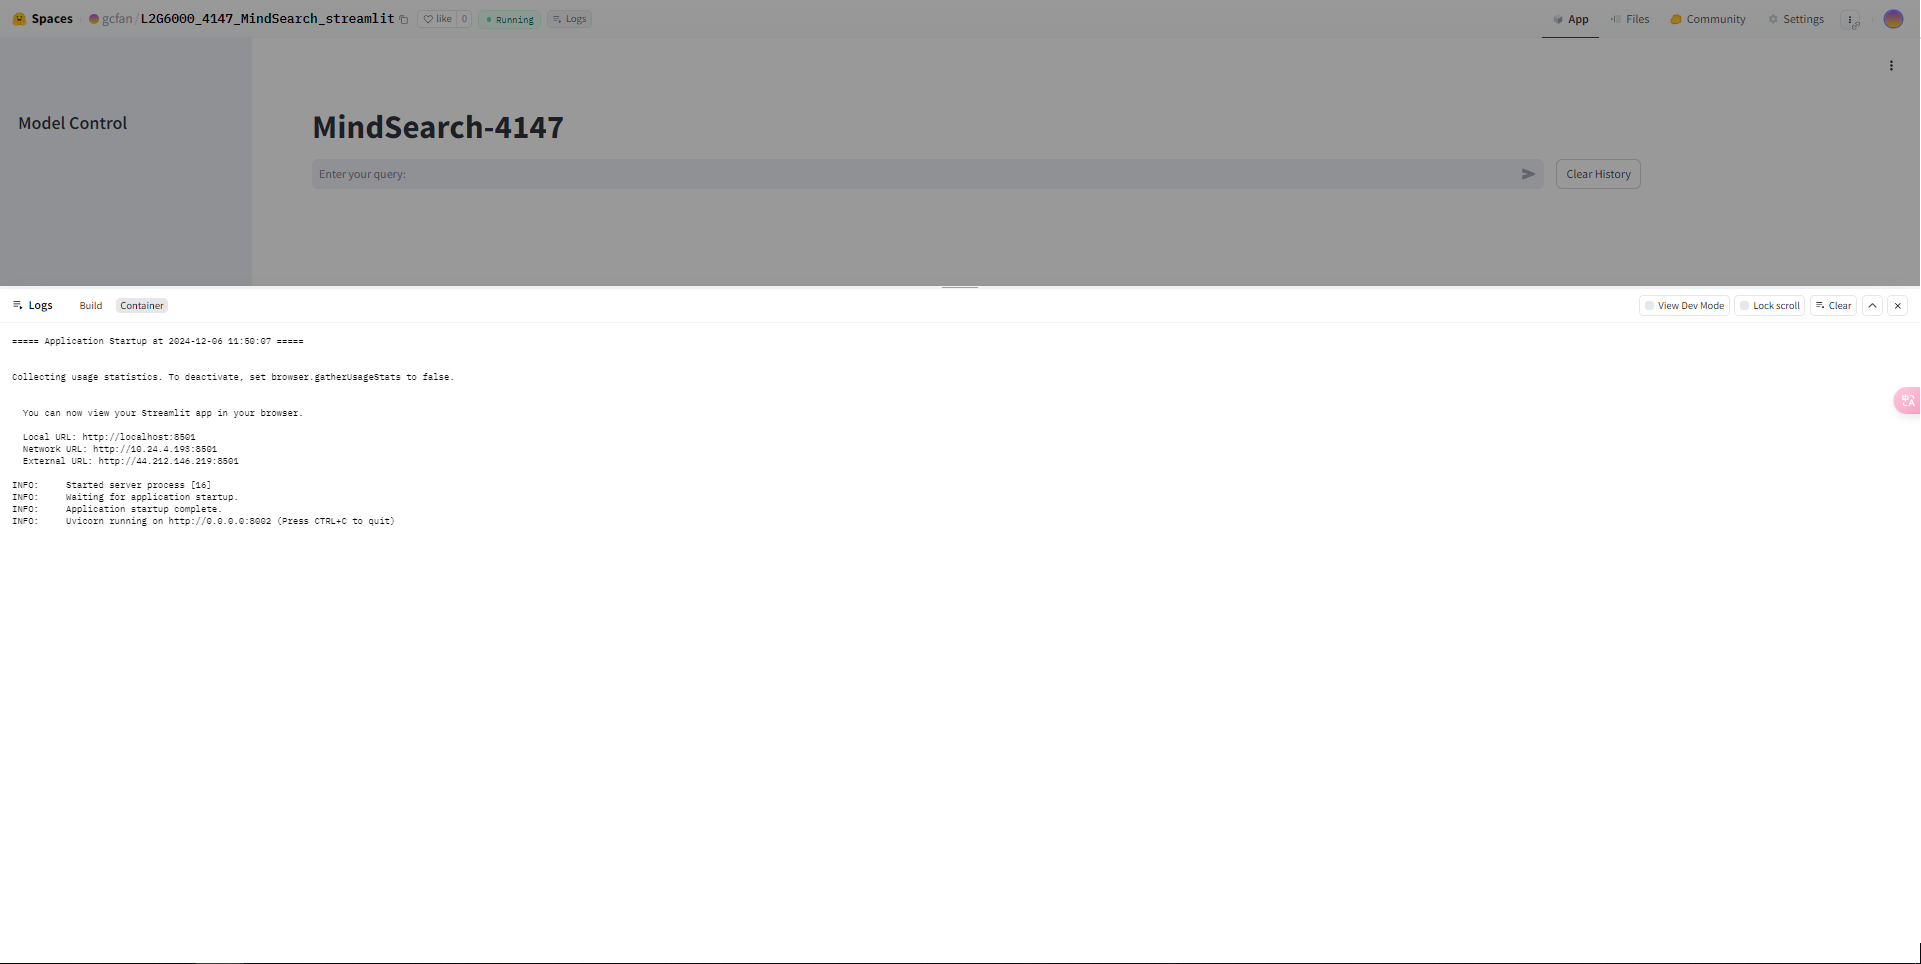 Spaces gcfan/L2G6000_4147_MindSearch_streamlit like 0 Running Logs App Files Community Settings
Model Control
MindSearch-4147
Enter your query: Clear History
Logs Build Container View Dev Mode Lock scroll Clear
===== Application Startup at 2024-12-06 11:50:07 =====
Collecting usage statistics. To deactivate, set browser.gatherUsageStats to false.
You can now view your Streamlit app in your browser.
Local URL: http://localhost:8501
Network URL: http://10.24.4.193:8501
External URL: http://44.212.146.219:8501
INFO: Started server process [16]
INFO: Waiting for application startup.
INFO: Application startup complete.
INFO: Uvicorn running on http://0.0.0.0:8002 (Press CTRL+C to quit)